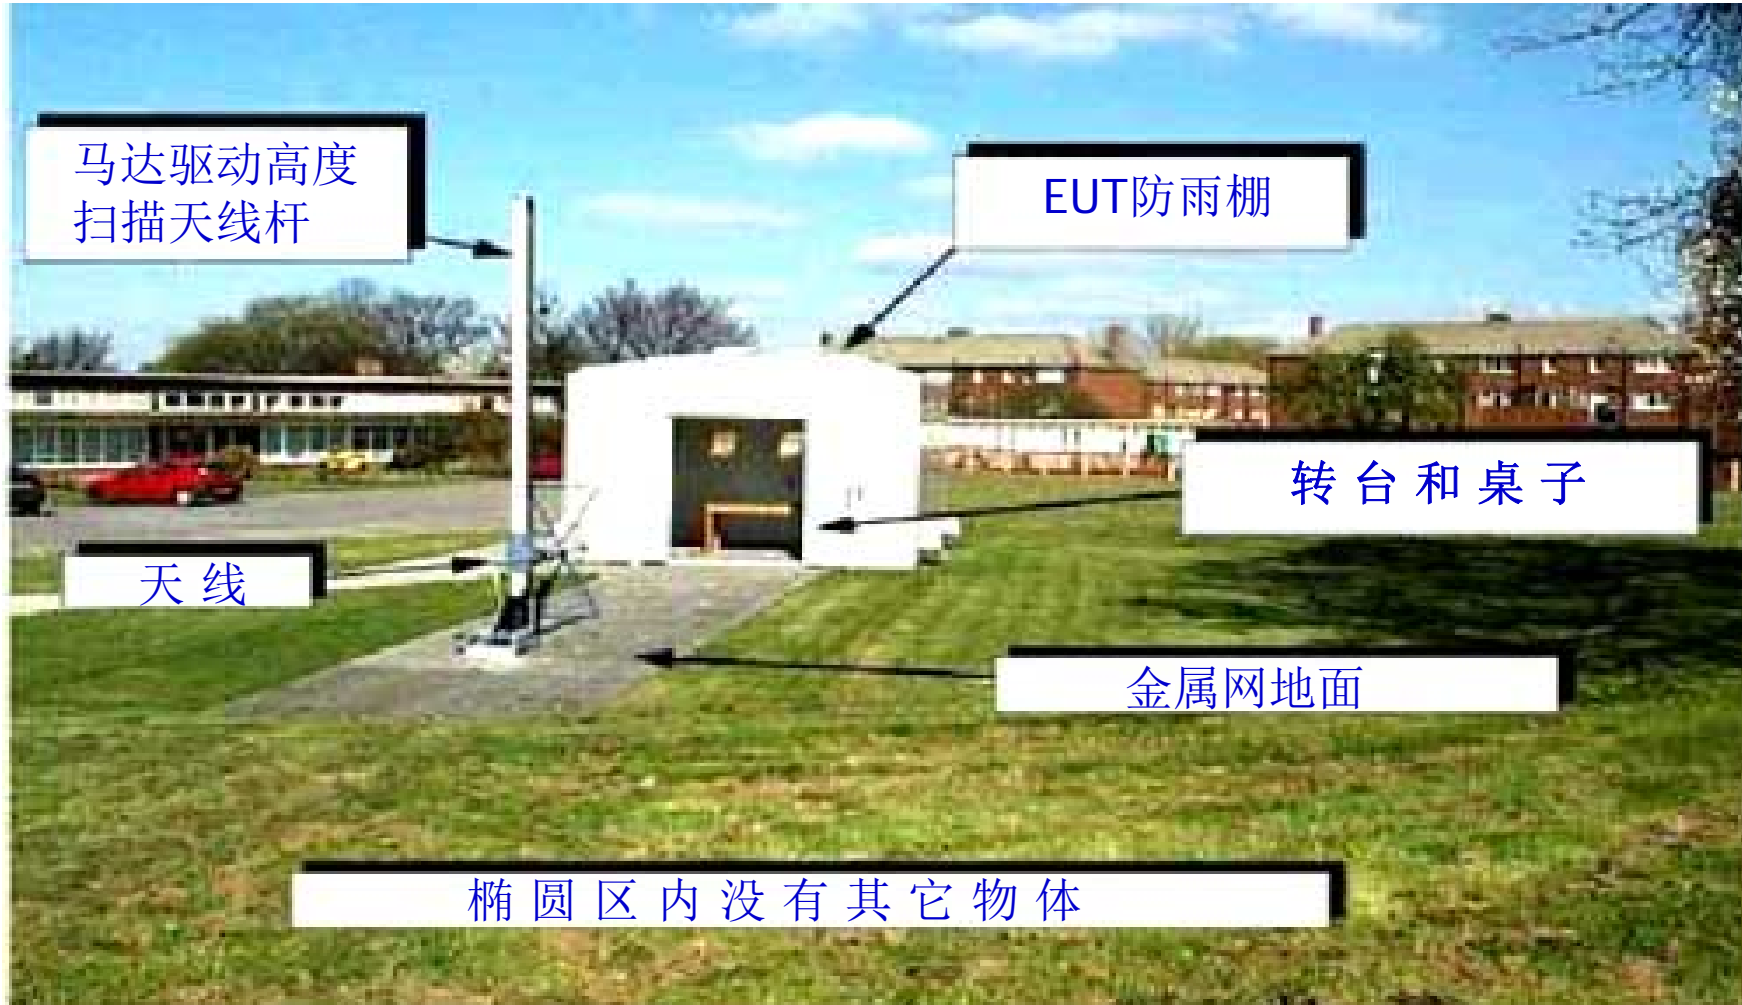 马达驱动高度
扫描天线杆
EUT防雨棚
转台和桌子
天线
金属网地面
椭圆区内没有其它物体